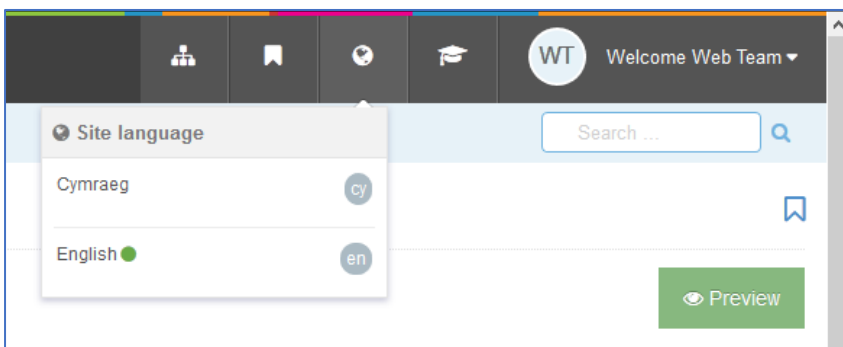 WT Welcome Web Team
Site language
Search ...
Cymraeg cy
English en
Preview